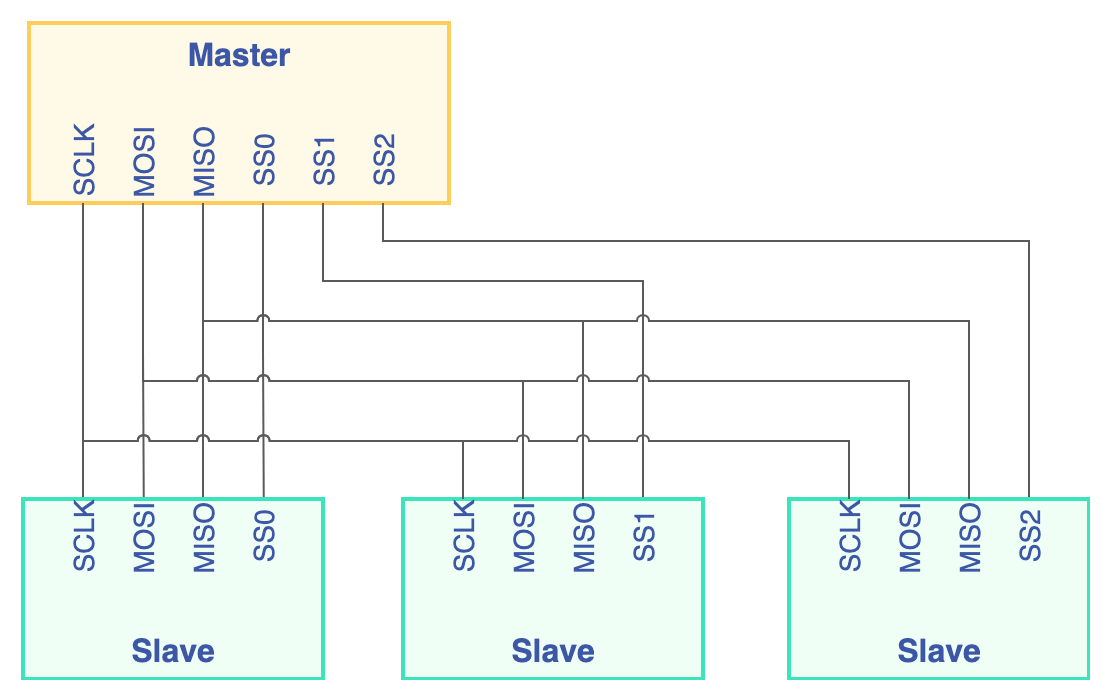 Master
SCLK
MOSI
MISO
SS0
SS1
SS2
SCLK
MOSI
MISO
SS0
Slave
SCLK
MOSI
MISO
SS1
Slave
SCLK
MOSI
MISO
SS2
Slave